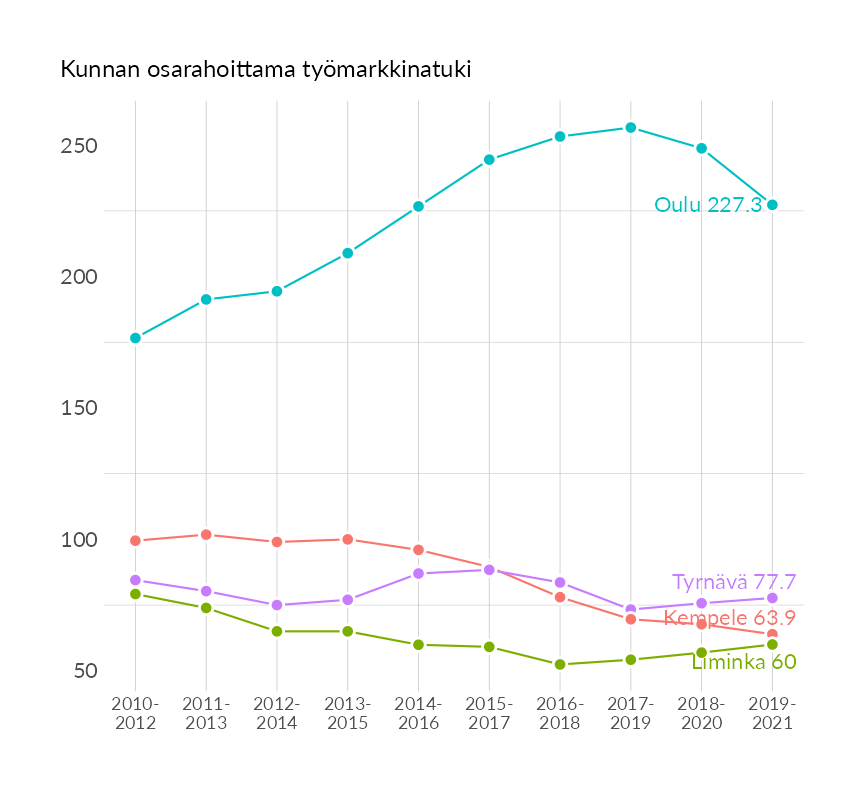 Kunnan osarahoittama työmarkkinatuki
250
Oulu 227.3
200
150
100
Tyrnävä 77.7
Kempele 63.9
Liminka 60
50
2010- 2011- 2012- 2013- 2014- 2015- 2016- 2017- 2018- 2019-
2012 2013 2014 2015 2016 2017 2018 2019 2020 2021